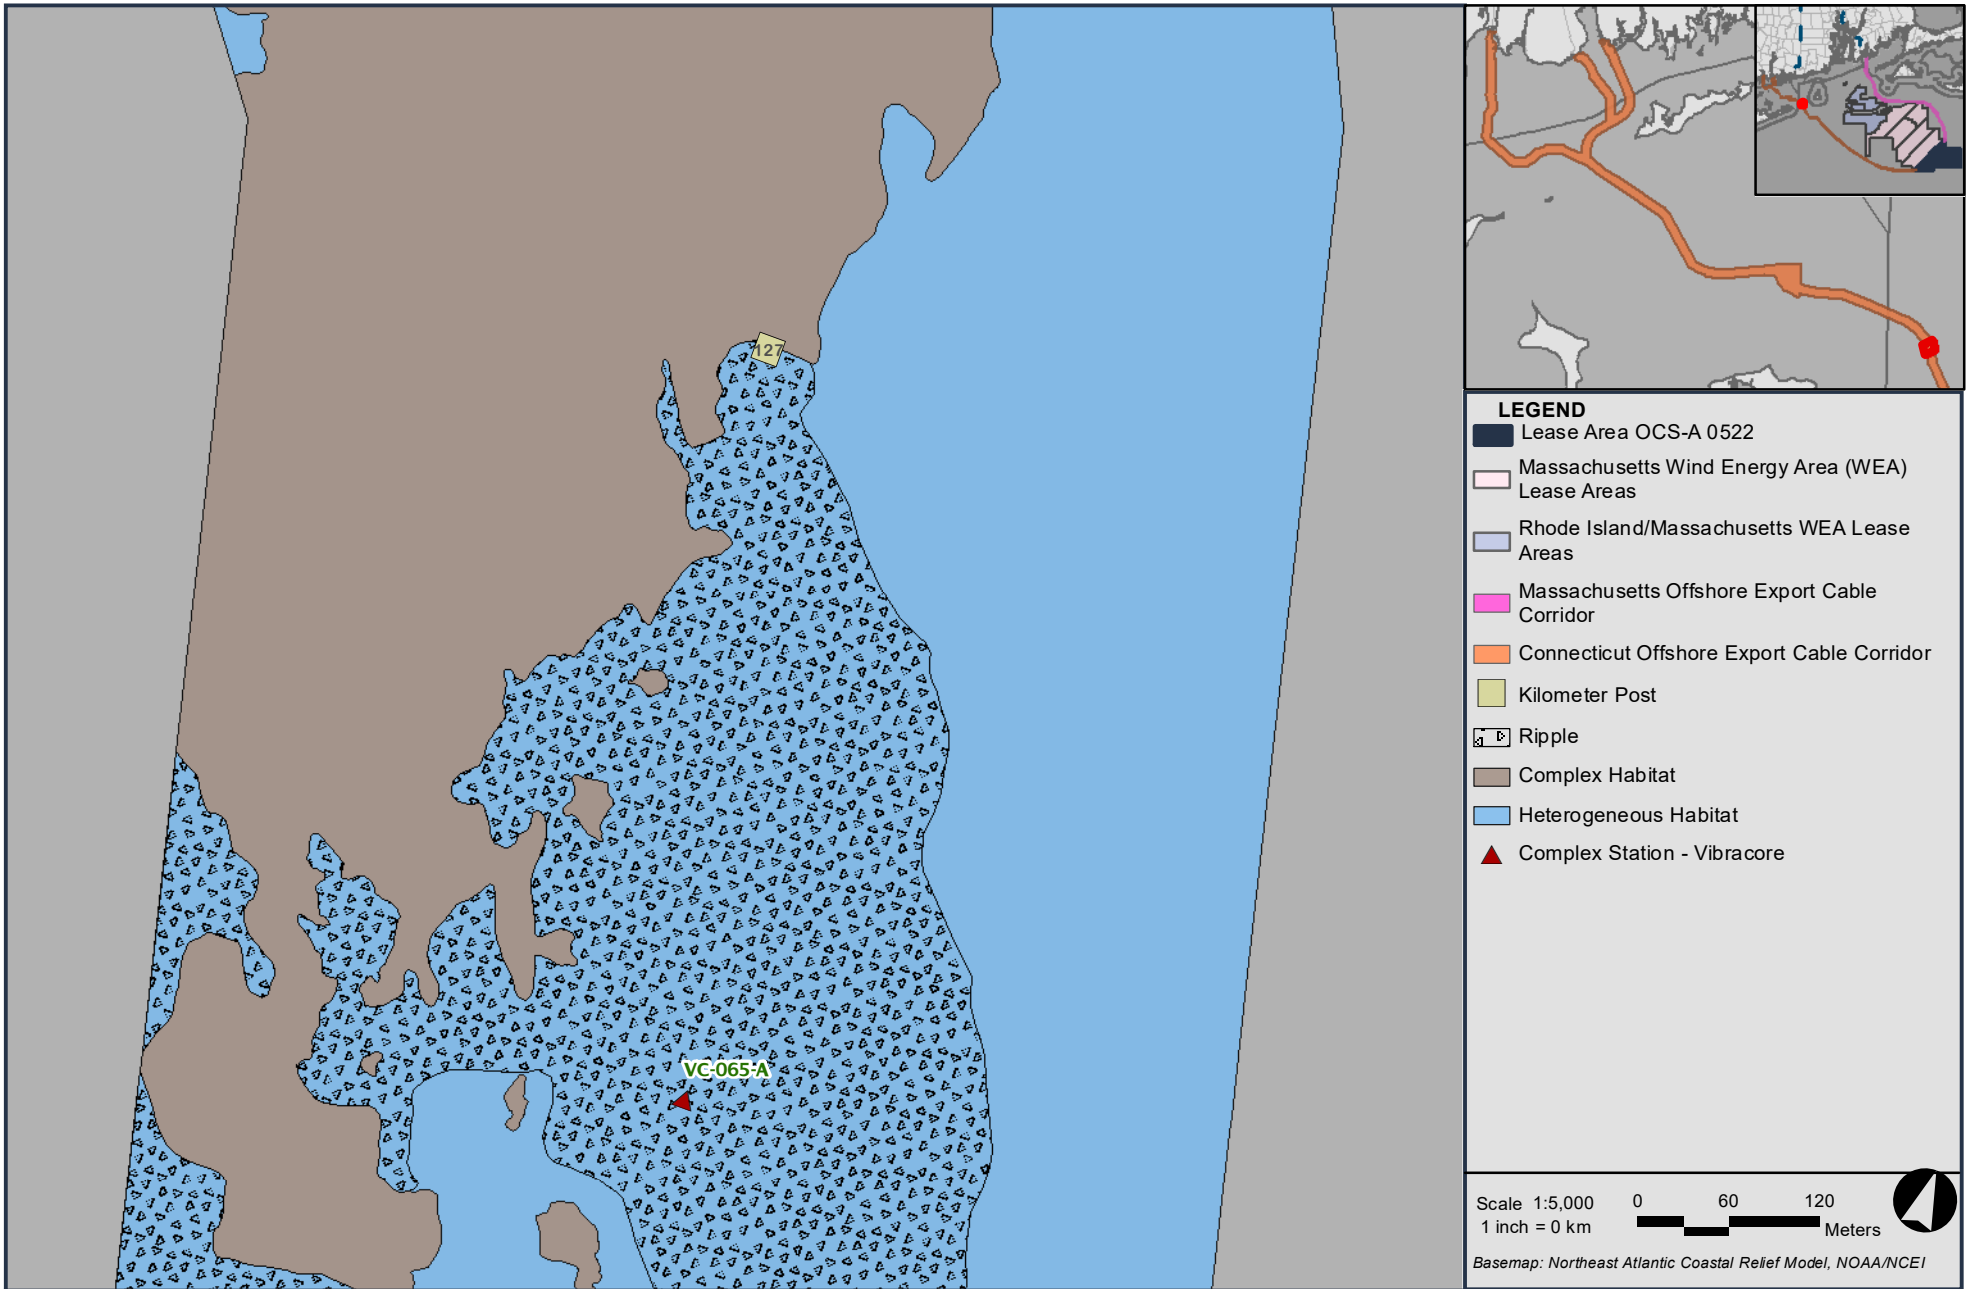 127
VC-065-A
LEGEND
Lease Area OCS-A 0522
Massachusetts Wind Energy Area (WEA)
Lease Areas
Rhode Island/Massachusetts WEA Lease
Areas
Massachusetts Offshore Export Cable
Corridor
Connecticut Offshore Export Cable Corridor
Kilometer Post
Ripple
Complex Habitat
Heterogeneous Habitat
Complex Station - Vibracore
Scale 1:5,000
1 inch = 0 km
0 60 120
Meters
Basemap: Northeast Atlantic Coastal Relief Model, NOAA/NCEI